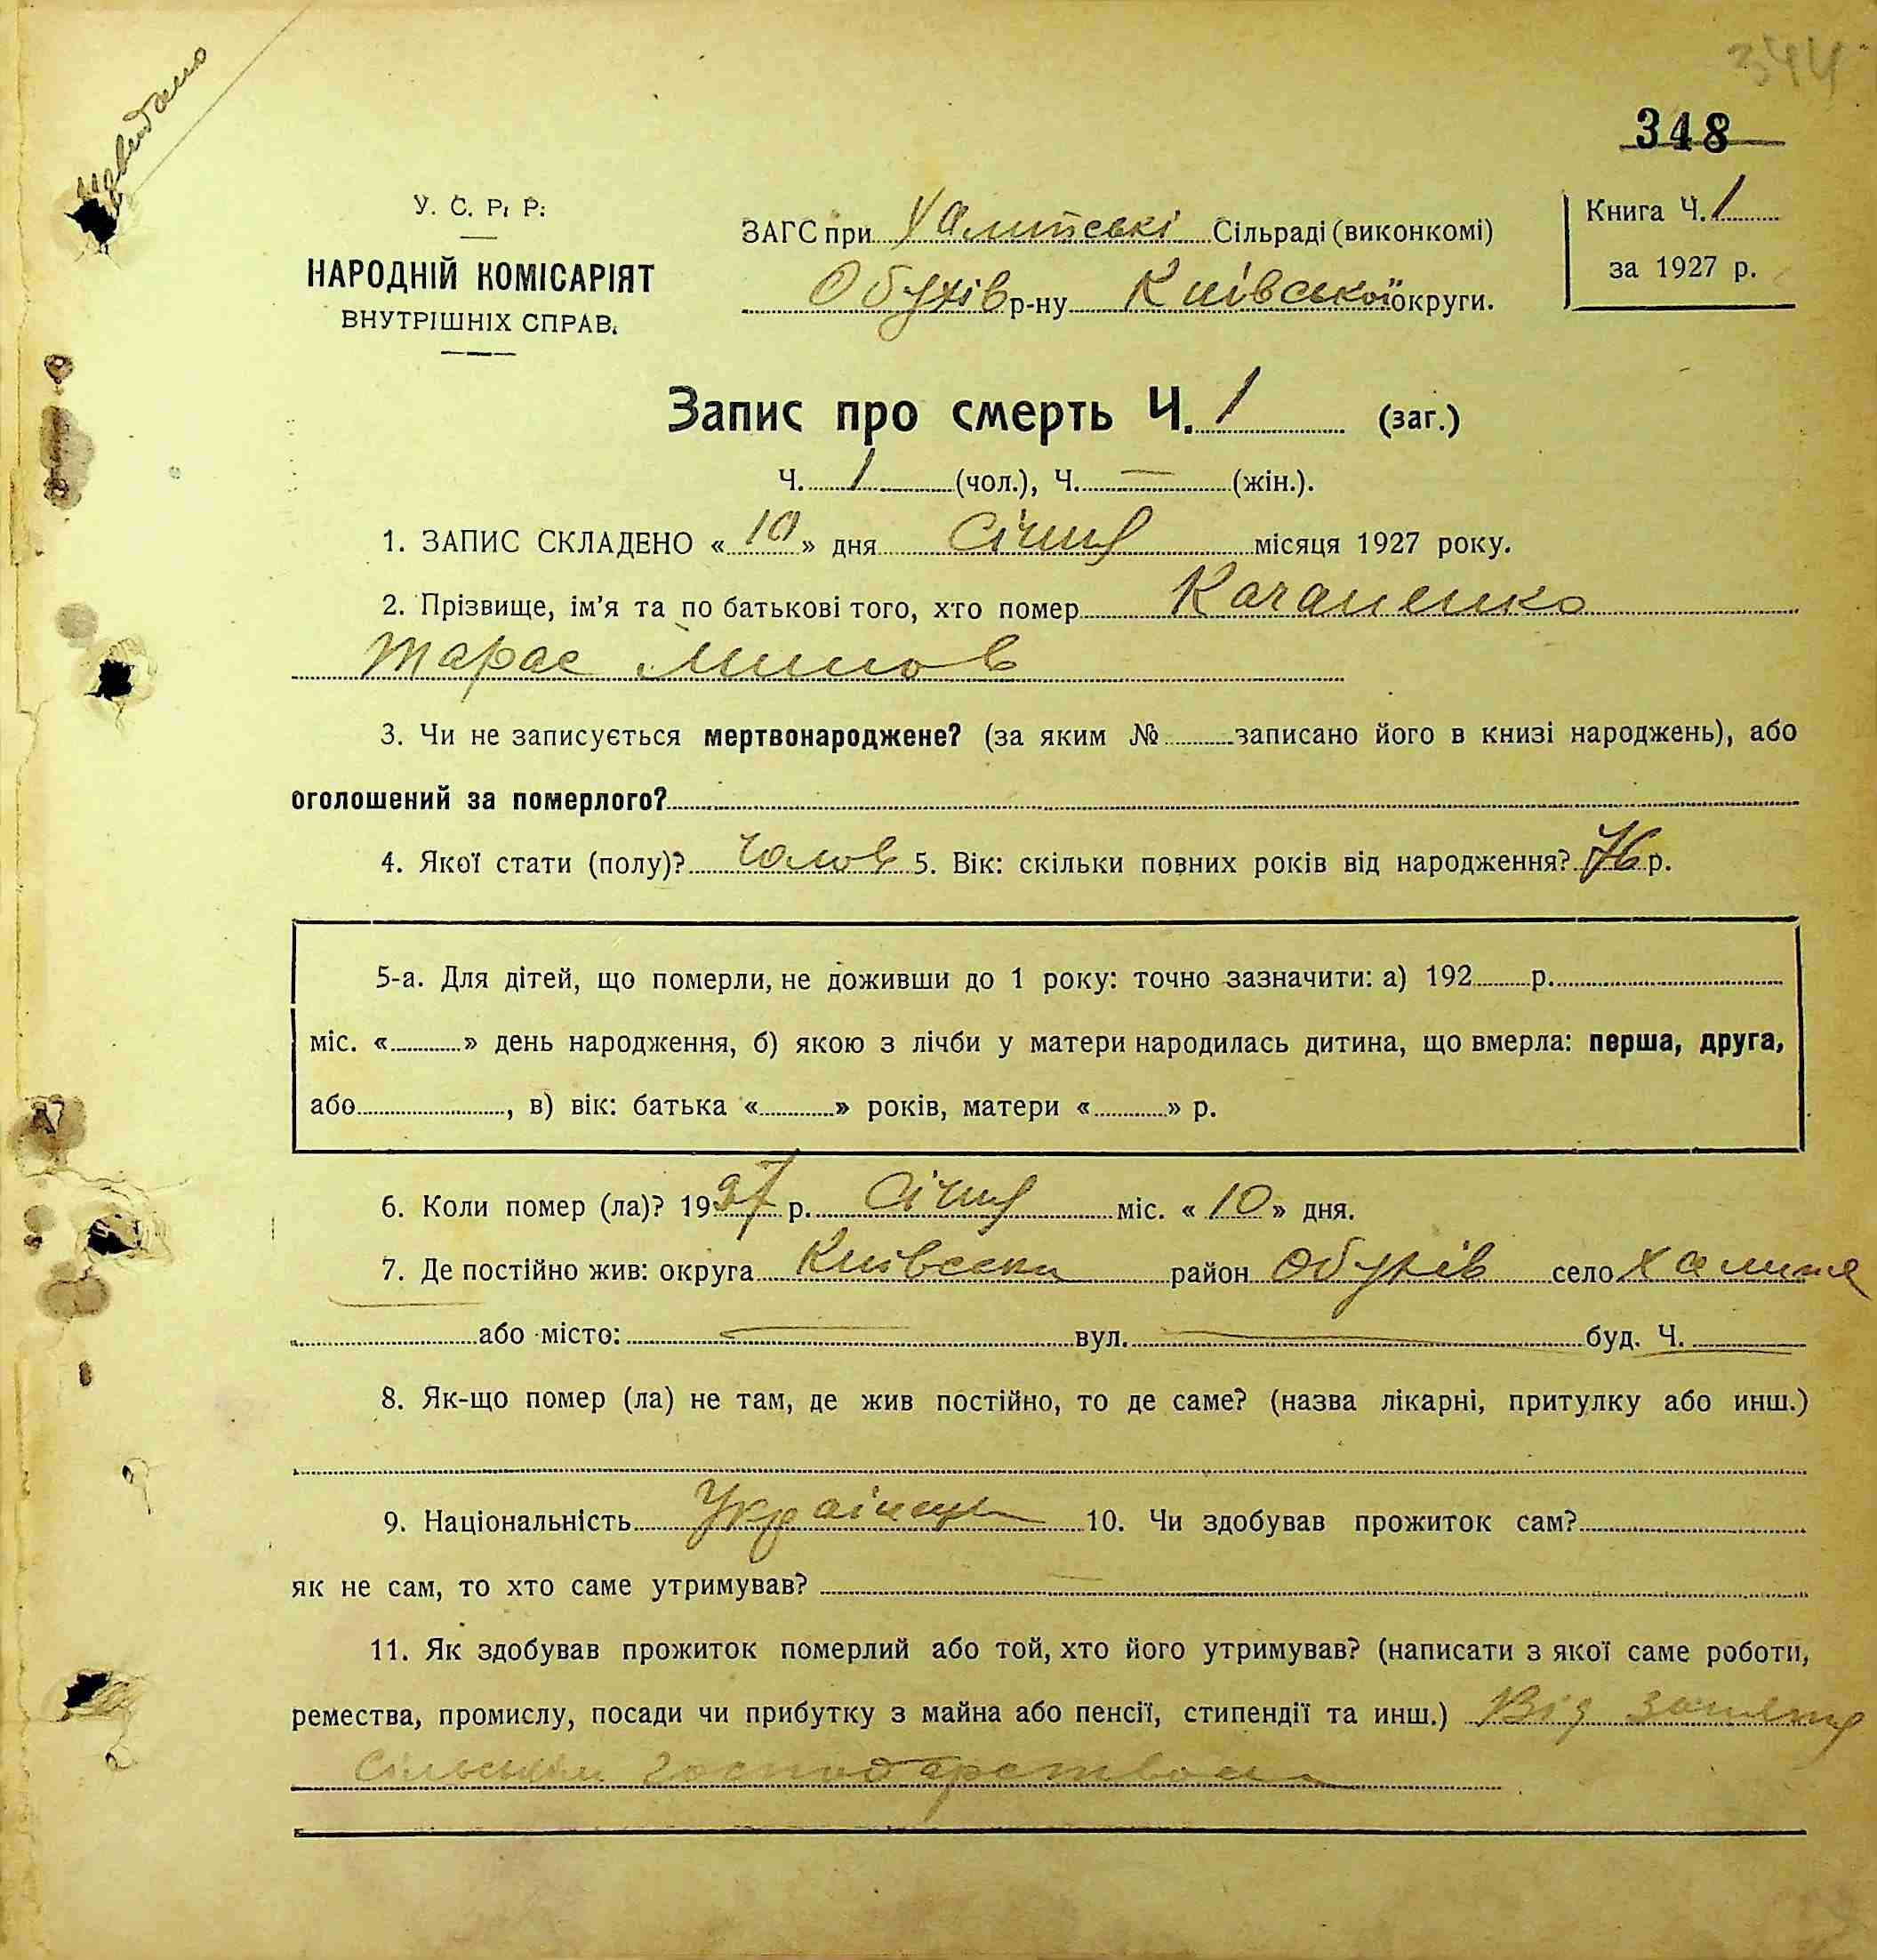 344
348
У. С. Р. Р.
НАРОДНІЙ КОМІСАРІЯТ
ВНУТРІШНІХ СПРАВ.
ЗАГС при Халипські Сільраді (виконкомі)
Обухів р-ну Київської округи.
Книга Ч. 1
за 1927 р.
Запис про смерть Ч. 1 (заг.)
Ч. 1 (чол.), Ч. — (жін.).
1. ЗАПИС СКЛАДЕНО « 10 » дня Січня місяця 1927 року.
2. Прізвище, ім'я та по батькові того, хто помер Качаненко
Тарас
3. Чи не записується мертвонароджене? (за яким № записано його в книзі народжень), або
оголошений за померлого?
4. Якої стати (полу)? Чолов 5. Вік: скільки повних років від народження? 76 р.
5-а. Для дітей, що померли, не доживши до 1 року: точно зазначити: а) 192 р.
міс. « » день народження, б) якою з лічби у матери народилась дитина, що вмерла: перша, друга,
або , в) вік: батька « » років, матери « » р.
6. Коли помер (ла)? 1927 р. Січня міс. « 10 » дня.
7. Де постійно жив: округа Київська район Обухів село Халипя
або місто: — вул. — буд. Ч. —
8. Як-що помер (ла) не там, де жив постійно, то де саме? (назва лікарні, притулку або инш.)
9. Національність Українець 10. Чи здобував прожиток сам?
як не сам, то хто саме утримував?
11. Як здобував прожиток померлий або той, хто його утримував? (написати з якої саме роботи,
ремества, промислу, посади чи прибутку з майна або пенсії, стипендії та инш.) Від заняття
Сільським господарством